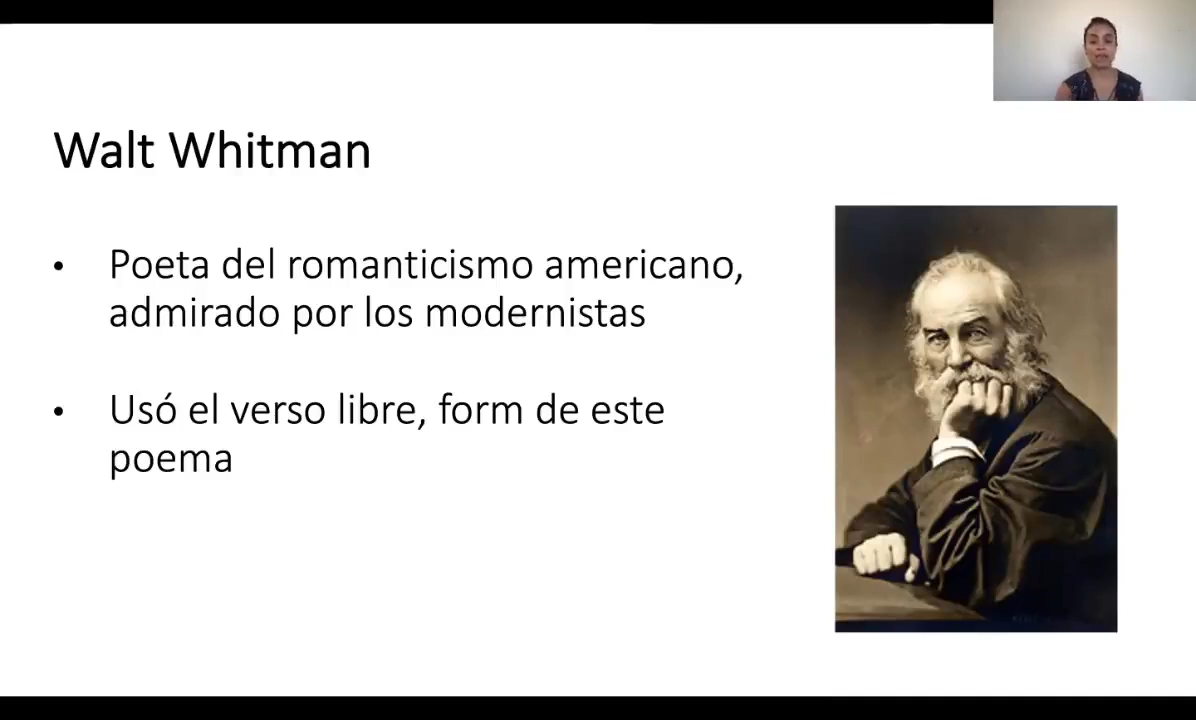 Walt Whitman
• Poeta del romanticismo americano,
admirado por los modernistas
• Usó el verso libre, form de este
poema